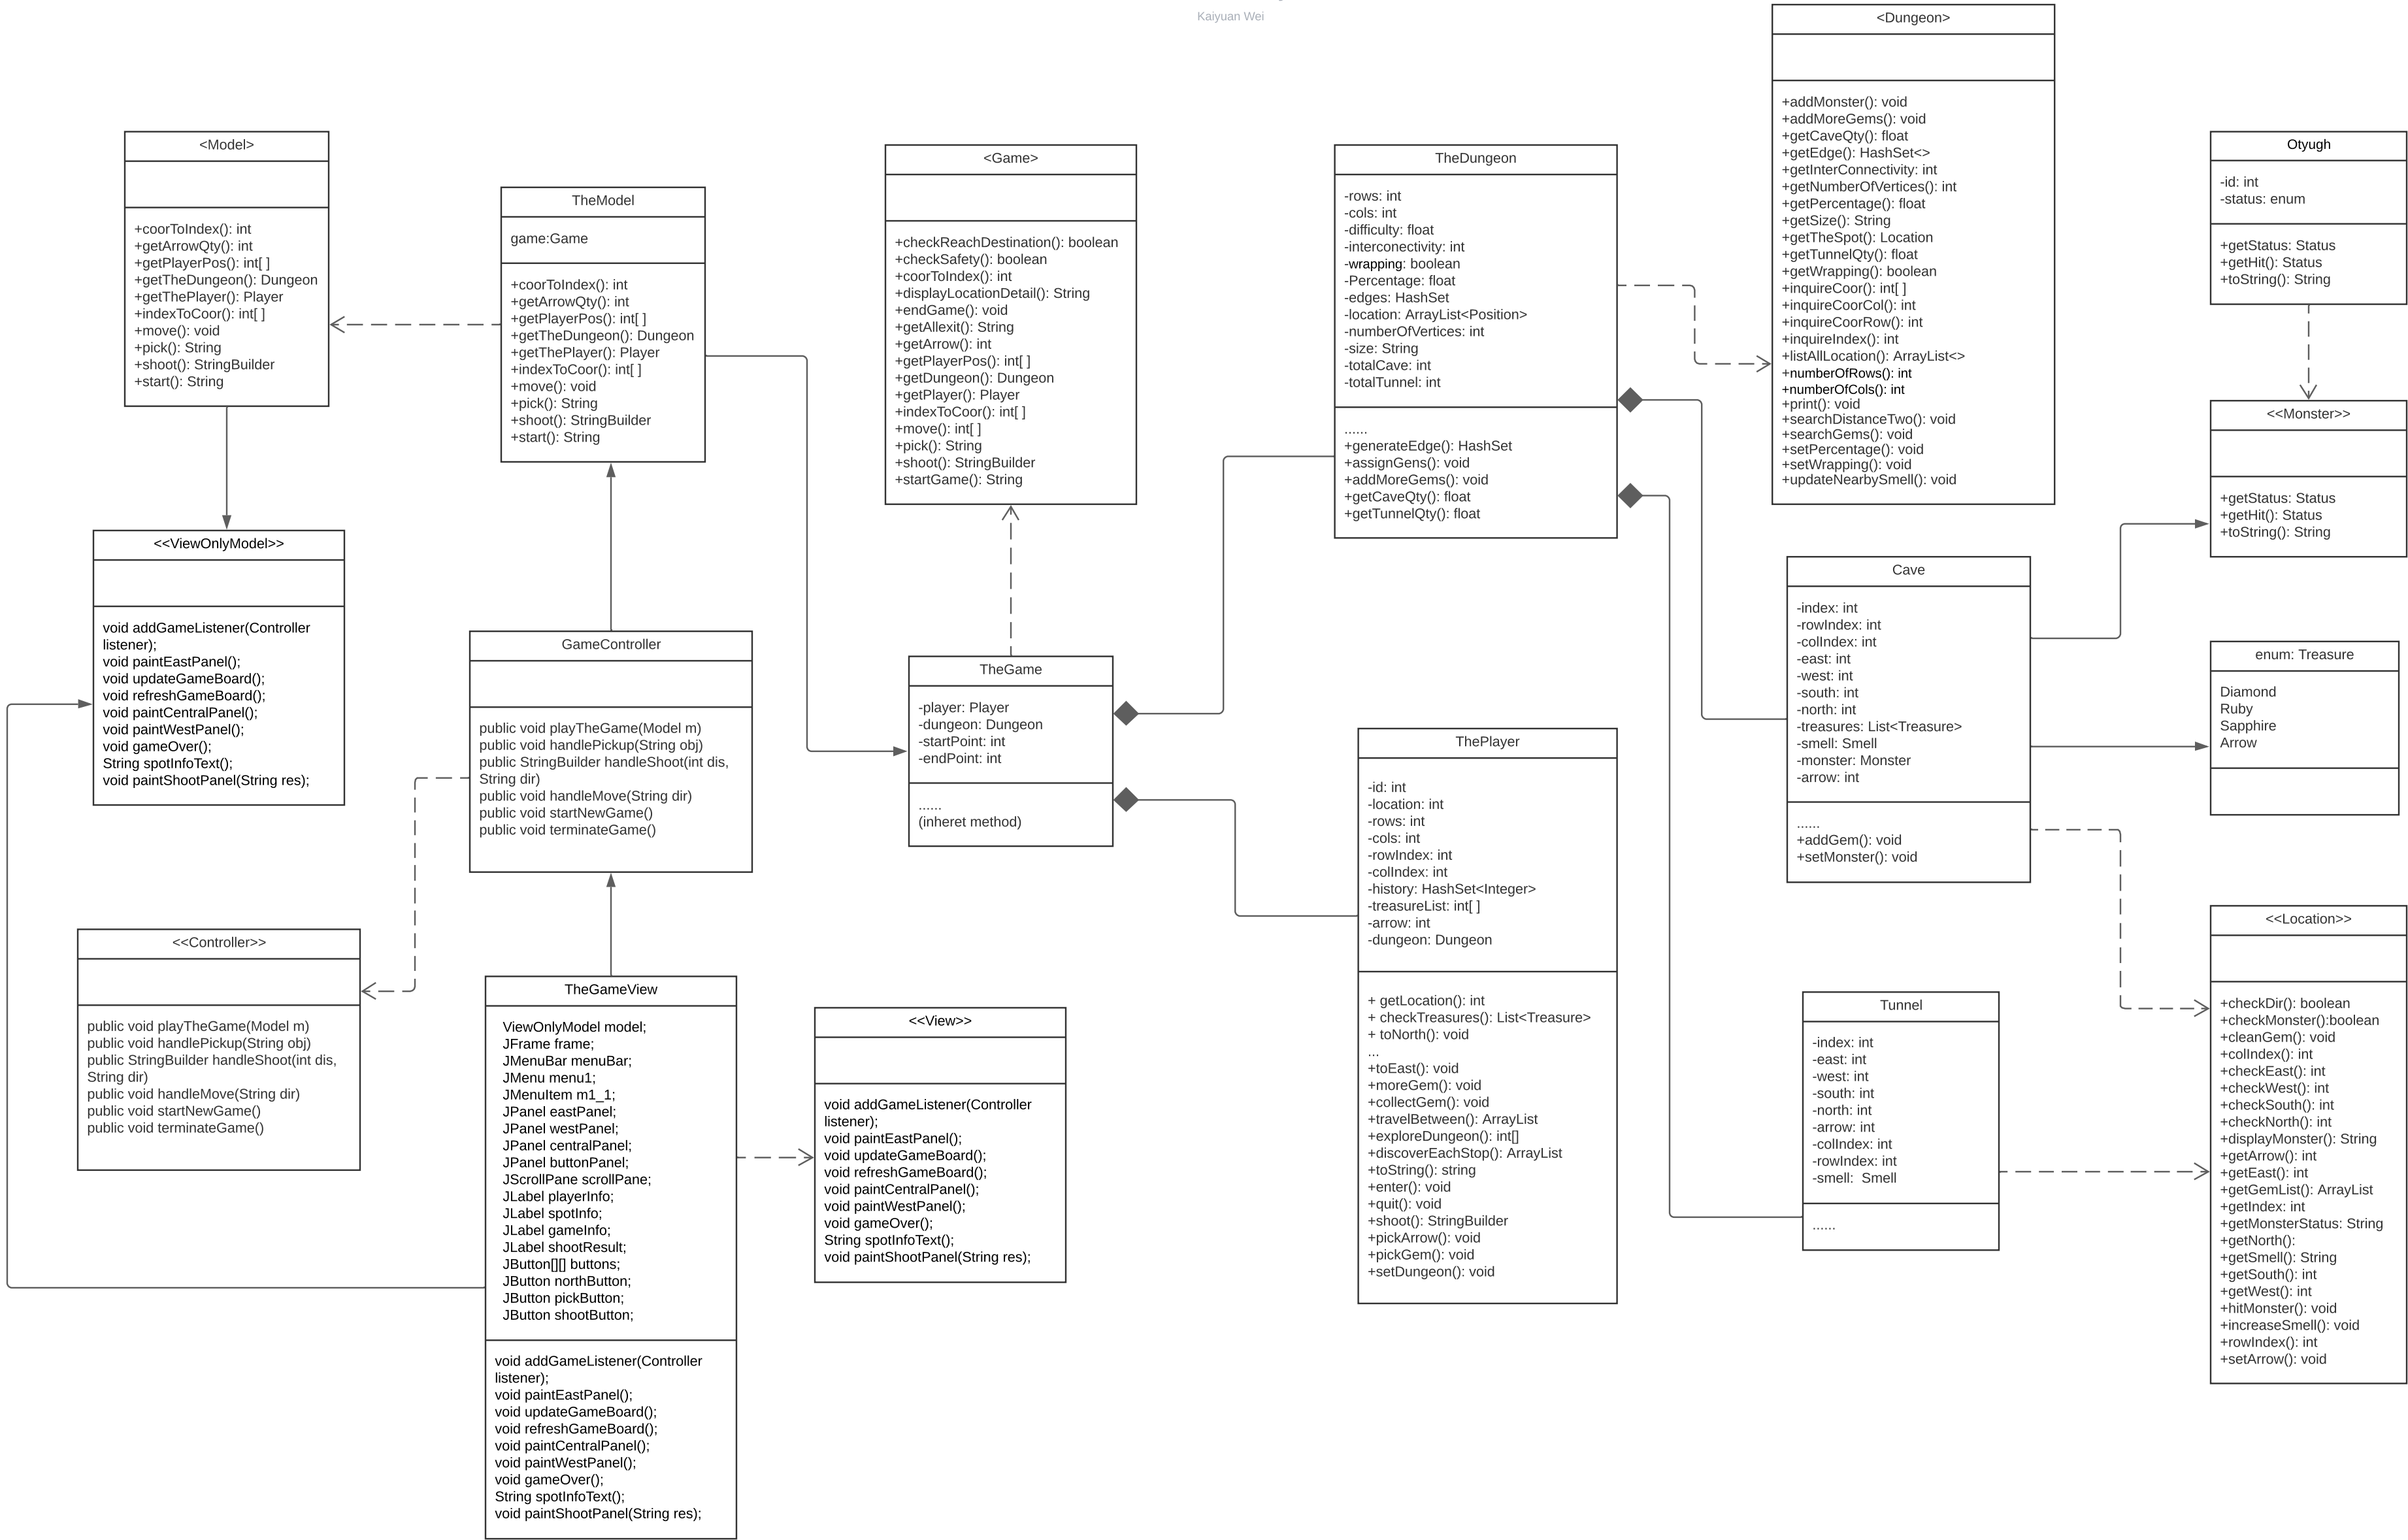 Kaiyuan Wei
<Model>
+coorToIndex(): int
+getArrowQty(): int
+getPlayerPos(): int[ ]
+getTheDungeon(): Dungeon
+getThePlayer(): Player
+indexToCoor(): int[ ]
+move(): void
+pick(): String
+shoot(): StringBuilder
+start(): String
<<ViewOnlyModel>>
void addGameListener(Controller
listener);
void paintEastPanel();
void updateGameBoard();
void refreshGameBoard();
void paintCentralPanel();
void paintWestPanel();
void gameOver();
String spotInfoText();
void paintShootPanel(String res);
<<Controller>>
public void playTheGame(Model m)
public void handlePickup(String obj)
public StringBuilder handleShoot(int dis,
String dir)
public void handleMove(String dir)
public void startNewGame()
public void terminateGame()
TheModel
game:Game
+coorToIndex(): int
+getArrowQty(): int
+getPlayerPos(): int[ ]
+getTheDungeon(): Dungeon
+getThePlayer(): Player
+indexToCoor(): int[ ]
+move(): void
+pick(): String
+shoot(): StringBuilder
+start(): String
GameController
public void playTheGame(Model m)
public void handlePickup(String obj)
public StringBuilder handleShoot(int dis,
String dir)
public void handleMove(String dir)
public void startNewGame()
public void terminateGame()
TheGameView
ViewOnlyModel model;
JFrame frame;
JMenuBar menuBar;
JMenu menu1;
JMenuItem m1_1;
JPanel eastPanel;
JPanel westPanel;
JPanel centralPanel;
JPanel buttonPanel;
JScrollPane scrollPane;
JLabel playerInfo;
JLabel spotInfo;
JLabel gameInfo;
JLabel shootResult;
JButton[][] buttons;
JButton northButton;
JButton pickButton;
JButton shootButton;
void addGameListener(Controller
listener);
void paintEastPanel();
void updateGameBoard();
void refreshGameBoard();
void paintCentralPanel();
void paintWestPanel();
void gameOver();
String spotInfoText();
void paintShootPanel(String res);
<<View>>
void addGameListener(Controller
listener);
void paintEastPanel();
void updateGameBoard();
void refreshGameBoard();
void paintCentralPanel();
void paintWestPanel();
void gameOver();
String spotInfoText();
void paintShootPanel(String res);
<Game>
+checkReachDestination(): boolean
+checkSafety(): boolean
+coorToIndex(): int
+displayLocationDetail(): String
+endGame(): void
+getAllexit(): String
+getArrow(): int
+getPlayerPos(): int[ ]
+getDungeon(): Dungeon
+getPlayer(): Player
+indexToCoor(): int[ ]
+move(): int[ ]
+pick(): String
+shoot(): StringBuilder
+startGame(): String
TheGame
-player: Player
-dungeon: Dungeon
-startPoint: int
-endPoint: int
......
(inheret method)
TheDungeon
-rows: int
-cols: int
-difficulty: float
-interconectivity: int
-wrapping: boolean
-Percentage: float
-edges: HashSet
-location: ArrayList<Position>
-numberOfVertices: int
-size: String
-totalCave: int
-totalTunnel: int
......
+generateEdge(): HashSet
+assignGens(): void
+addMoreGems(): void
+getCaveQty(): float
+getTunnelQty(): float
ThePlayer
-id: int
-location: int
-rows: int
-cols: int
-rowIndex: int
-colIndex: int
-history: HashSet<Integer>
-treasureList: int[ ]
-arrow: int
-dungeon: Dungeon
+ getLocation(): int
+ checkTreasures(): List<Treasure>
+ toNorth(): void
...
+toEast(): void
+moreGem(): void
+collectGem(): void
+travelBetween(): ArrayList
+exploreDungeon(): int[]
+discoverEachStop(): ArrayList
+toString(): string
+enter(): void
+quit(): void
+shoot(): StringBuilder
+pickArrow(): void
+pickGem(): void
+setDungeon(): void
<Dungeon>
+addMonster(): void
+addMoreGems(): void
+getCaveQty(): float
+getEdge(): HashSet<>
+getInterConnectivity: int
+getNumberOfVertices(): int
+getPercentage(): float
+getSize(): String
+getTheSpot(): Location
+getTunnelQty(): float
+getWrapping(): boolean
+inquireCoor(): int[ ]
+inquireCoorCol(): int
+inquireCoorRow(): int
+inquireIndex(): int
+listAllLocation(): ArrayList<>
+numberOfRows(): int
+numberOfCols(): int
+print(): void
+searchDistanceTwo(): void
+searchGems(): void
+setPercentage(): void
+setWrapping(): void
+updateNearbySmell(): void
Cave
-index: int
-rowIndex: int
-colIndex: int
-east: int
-west: int
-south: int
-north: int
-treasures: List<Treasure>
-smell: Smell
-monster: Monster
-arrow: int
......
+addGem(): void
+setMonster(): void
Tunnel
-index: int
-east: int
-west: int
-south: int
-north: int
-arrow: int
-colIndex: int
-rowIndex: int
-smell:  Smell
......
Otyugh
-id: int
-status: enum
+getStatus: Status
+getHit(): Status
+toString(): String
<<Monster>>
+getStatus: Status
+getHit(): Status
+toString(): String
enum: Treasure
Diamond
Ruby
Sapphire
Arrow
<<Location>>
+checkDir(): boolean
+checkMonster():boolean
+cleanGem(): void
+colIndex(): int
+checkEast(): int
+checkWest(): int
+checkSouth(): int
+checkNorth(): int
+displayMonster(): String
+getArrow(): int
+getEast(): int
+getGemList(): ArrayList
+getIndex: int
+getMonsterStatus: String
+getNorth():
+getSmell(): String
+getSouth(): int
+getWest(): int
+hitMonster(): void
+increaseSmell(): void
+rowIndex(): int
+setArrow(): void